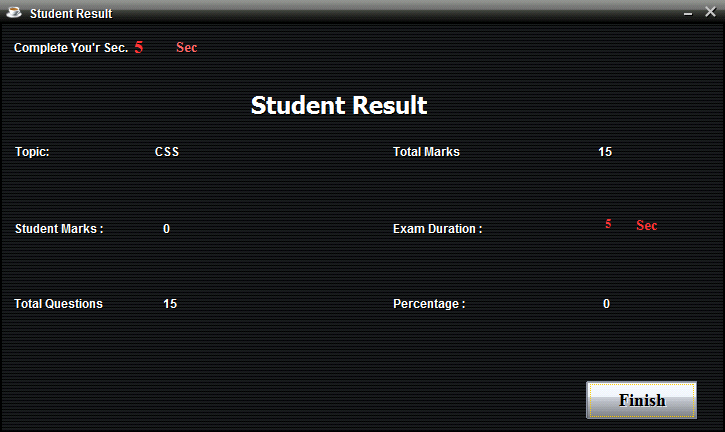 Student Result
Complete You'r Sec. 5 Sec
Student Result
Topic: CSS Total Marks 15
Student Marks : 0 Exam Duration : 5 Sec
Total Questions 15 Percentage : 0
Finish